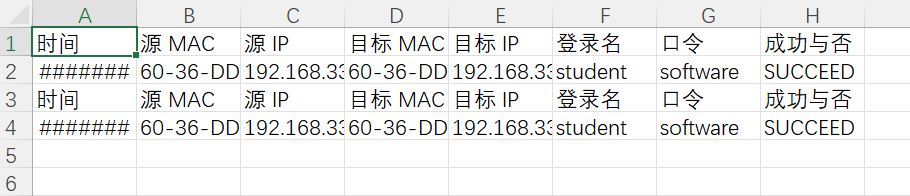 A B C D E F G H
1 时间 源 MAC 源 IP 目标 MAC 目标 IP 登录名 口令 成功与否
2 ####### 60-36-DD 192.168.33 60-36-DD 192.168.33 student software SUCCEED
3 时间 源 MAC 源 IP 目标 MAC 目标 IP 登录名 口令 成功与否
4 ####### 60-36-DD 192.168.33 60-36-DD 192.168.33 student software SUCCEED
5
6